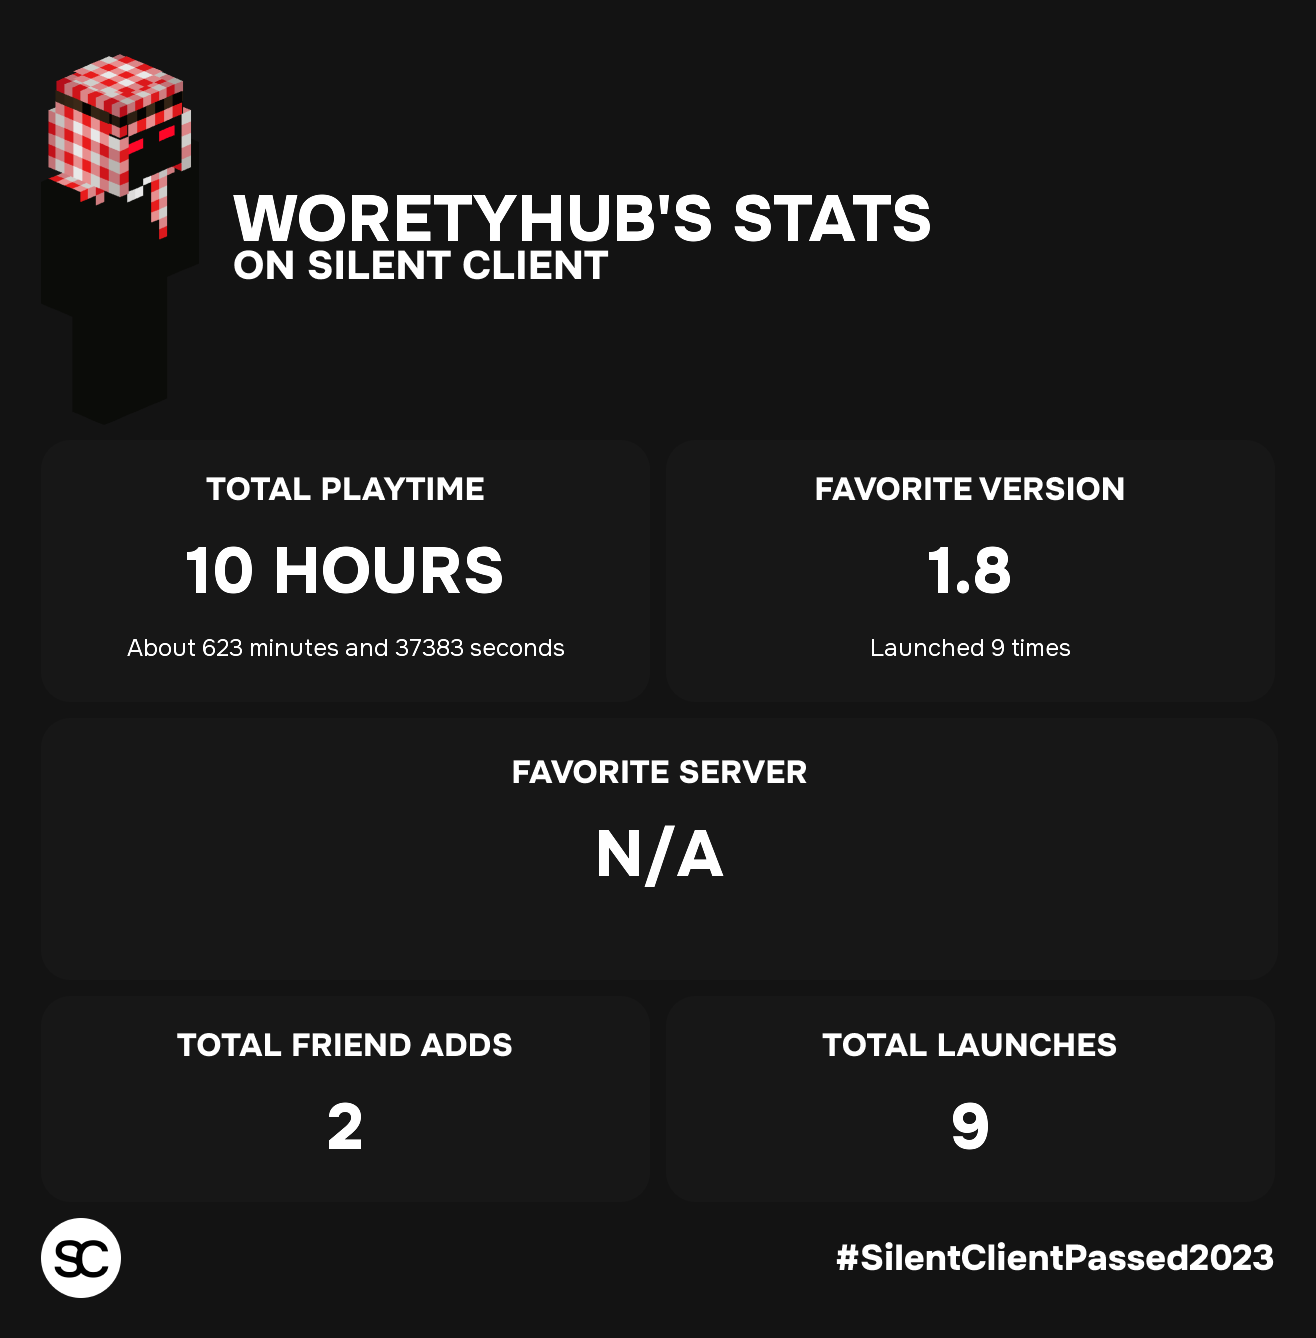 WORETYHUB'S STATS
ON SILENT CLIENT
TOTAL PLAYTIME
10 HOURS
About 623 minutes and 37383 seconds
FAVORITE VERSION
1.8
Launched 9 times
FAVORITE SERVER
N/A
TOTAL FRIEND ADDS
2
TOTAL LAUNCHES
9
SC
#SilentClientPassed2023